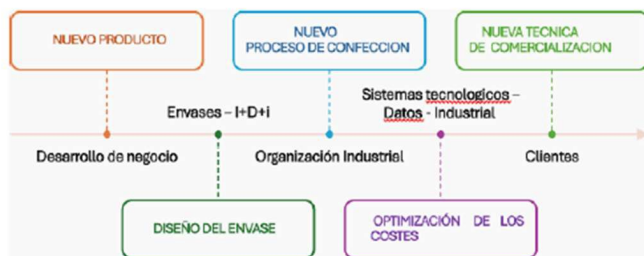 NUEVO PRODUCTO
NUEVO
PROCESO DE CONFECCION
NUEVA TECNICA
DE COMERCIALIZACION
Envases – I+D+i
Sistemas tecnologicos –
Datos - Industrial
Desarrollo de negocio
Organización Industrial
Clientes
DISEÑO DEL ENVASE
OPTIMIZACIÓN DE LOS
COSTES